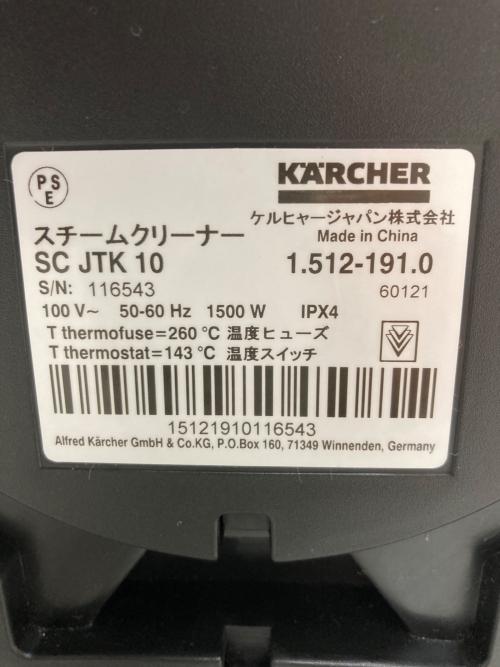 PS
E
KÄRCHER
ケルヒャージャパン株式会社
スチームクリーナー
Made in China
SC JTK 10
1.512-191.0
S/N: 116543
60121
100 V~ 50-60 Hz 1500 W IPX4
T thermofuse=260 °C 温度ヒューズ
T thermostat=143 °C 温度スイッチ
15121910116543
Alfred Kärcher GmbH & Co.KG, P.O.Box 160, 71349 Winnenden, Germany